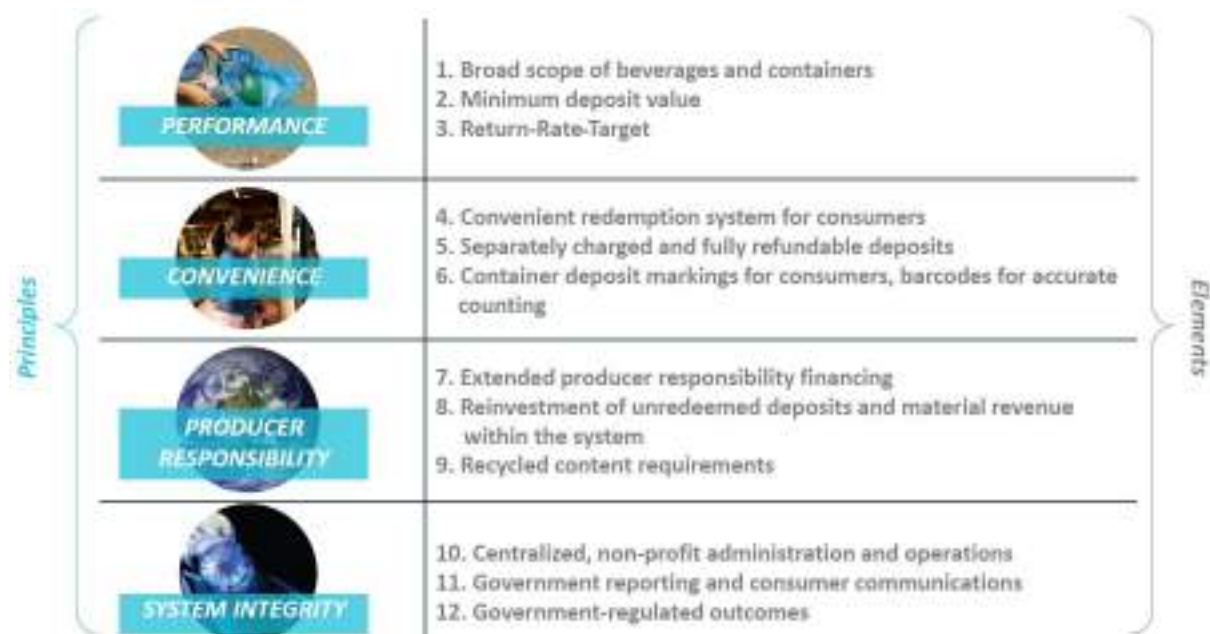 Principles
PERFORMANCE
1. Broad scope of beverages and containers
2. Minimum deposit value
3. Return-Rate-Target
CONVENIENCE
4. Convenient redemption system for consumers
5. Separately charged and fully refundable deposits
6. Container deposit markings for consumers, barcodes for accurate
counting
PRODUCER
RESPONSIBILITY
7. Extended producer responsibility financing
8. Reinvestment of unredeemed deposits and material revenue
within the system
9. Recycled content requirements
SYSTEM INTEGRITY
10. Centralized, non-profit administration and operations
11. Government reporting and consumer communications
12. Government-regulated outcomes
Elements